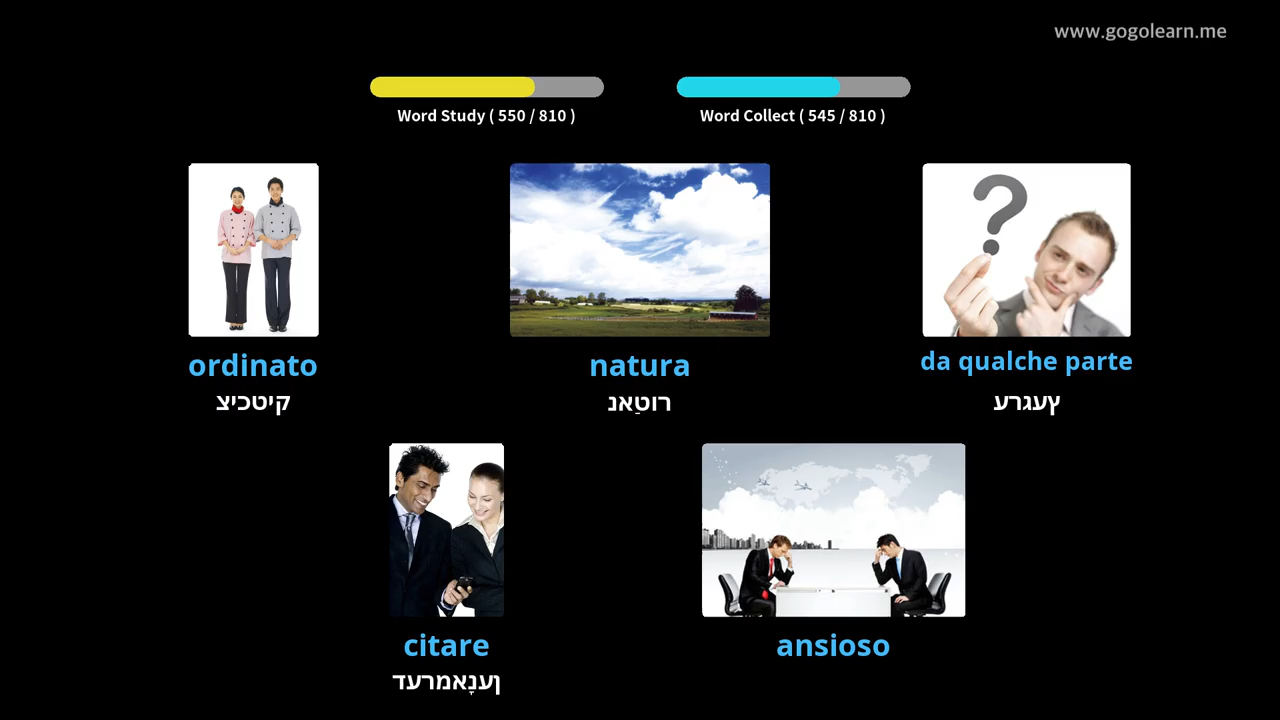 www.gogolearn.me
Word Study ( 550 / 810 )
Word Collect ( 545 / 810 )
ordinato
קיטכיצ
natura
רוטַאנ
da qualche parte
ץעגרע
citare
ןענָאמרעד
ansioso